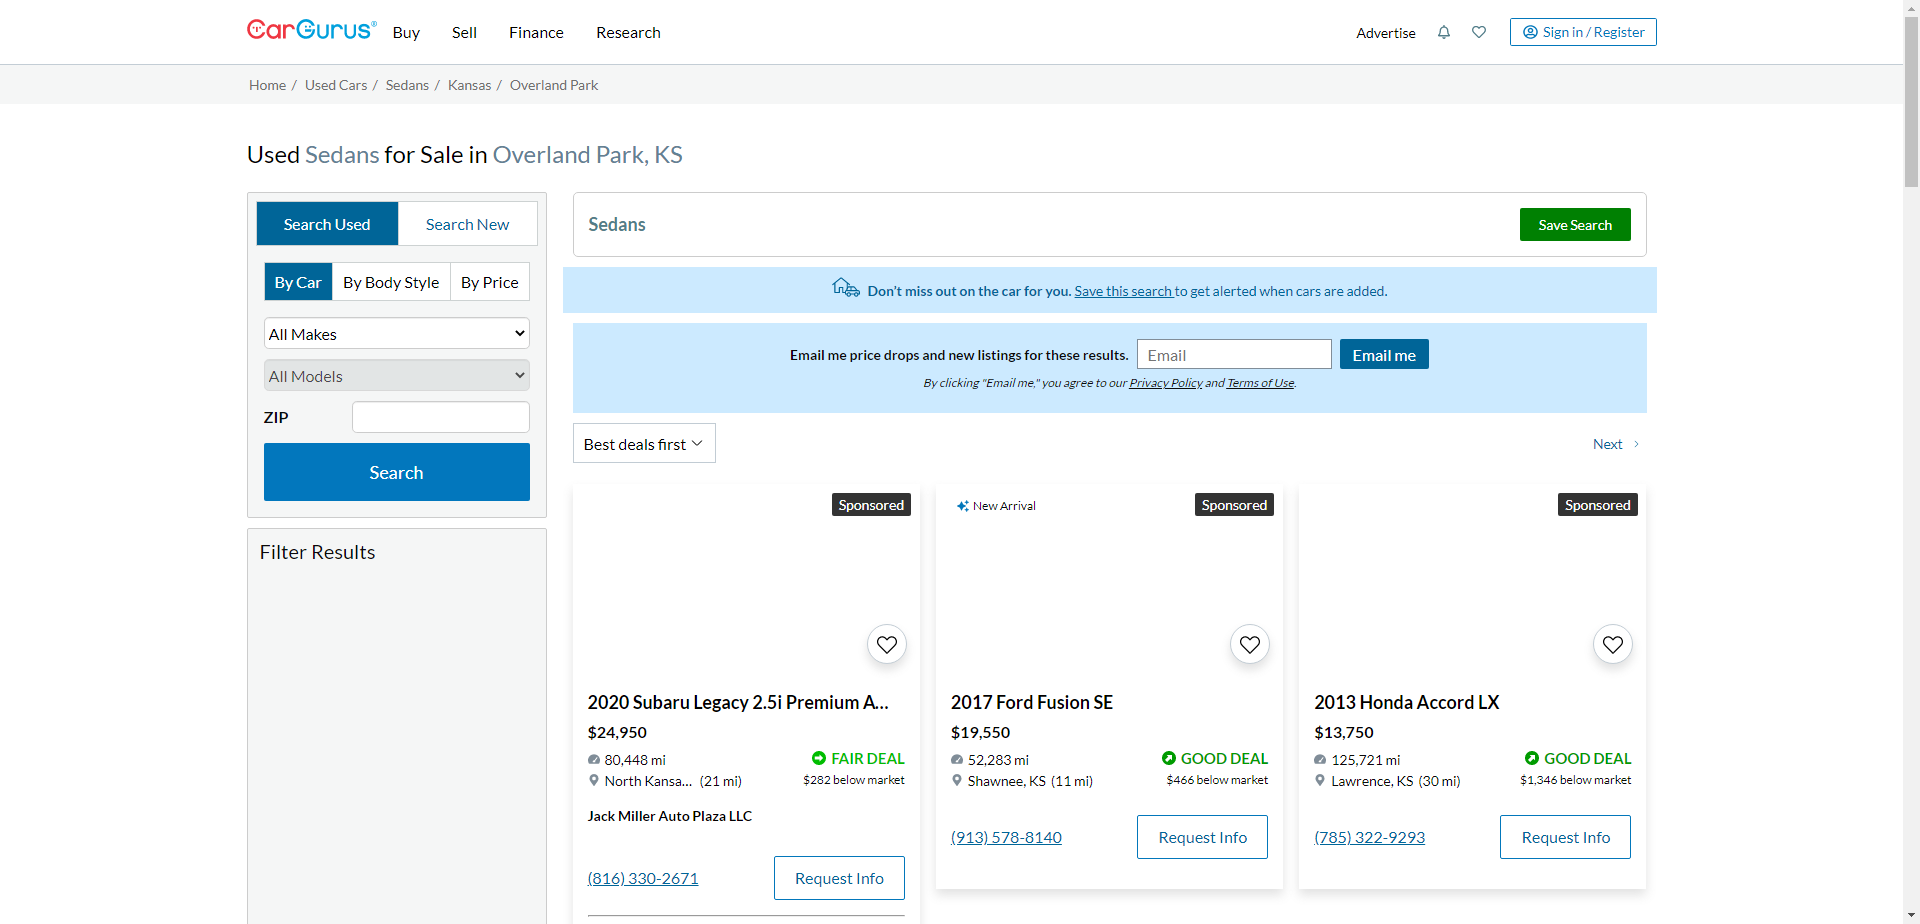 CarGurus®
Buy
Sell
Finance
Research
Advertise
Sign in / Register
Home / Used Cars / Sedans / Kansas / Overland Park
Used Sedans for Sale in Overland Park, KS
Search Used
Search New
By Car
By Body Style
By Price
All Makes
All Models
ZIP
Search
Filter Results
Sedans
Save Search
Don't miss out on the car for you. Save this search to get alerted when cars are added.
Email me price drops and new listings for these results.
Email
Email me
By clicking "Email me," you agree to our Privacy Policy and Terms of Use.
Best deals first
Next
Sponsored
2020 Subaru Legacy 2.5i Premium A...
$24,950
80,448 mi
FAIR DEAL
North Kansa... (21 mi)
$282 below market
Jack Miller Auto Plaza LLC
(816) 330-2671
Request Info
New Arrival
Sponsored
2017 Ford Fusion SE
$19,550
52,283 mi
GOOD DEAL
Shawnee, KS (11 mi)
$466 below market
(913) 578-8140
Request Info
Sponsored
2013 Honda Accord LX
$13,750
125,721 mi
GOOD DEAL
Lawrence, KS (30 mi)
$1,346 below market
(785) 322-9293
Request Info